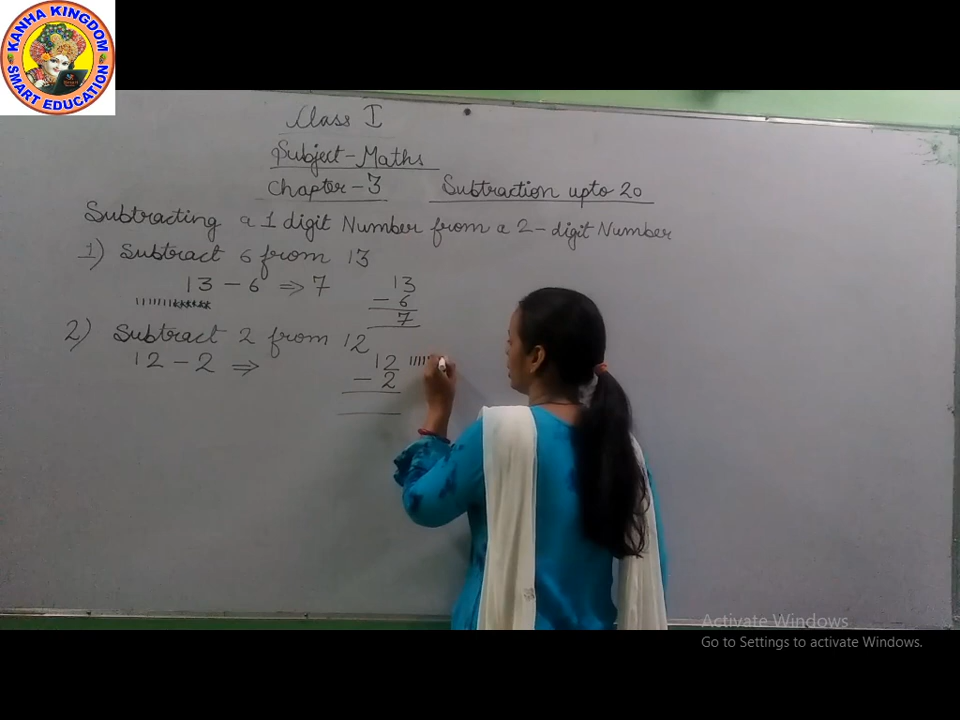 KANHA KINGDOM
SMART EDUCATION
Class I
Subject-Maths
Chapter-3 Subtraction upto 20
Subtracting a 1 digit Number from a 2-digit Number
1) Subtract 6 from 13
13 - 6 ⇒ 7
13
- 6
7
2) Subtract 2 from 12
12 - 2 ⇒
12
- 2
Activate Windows
Go to Settings to activate Windows.